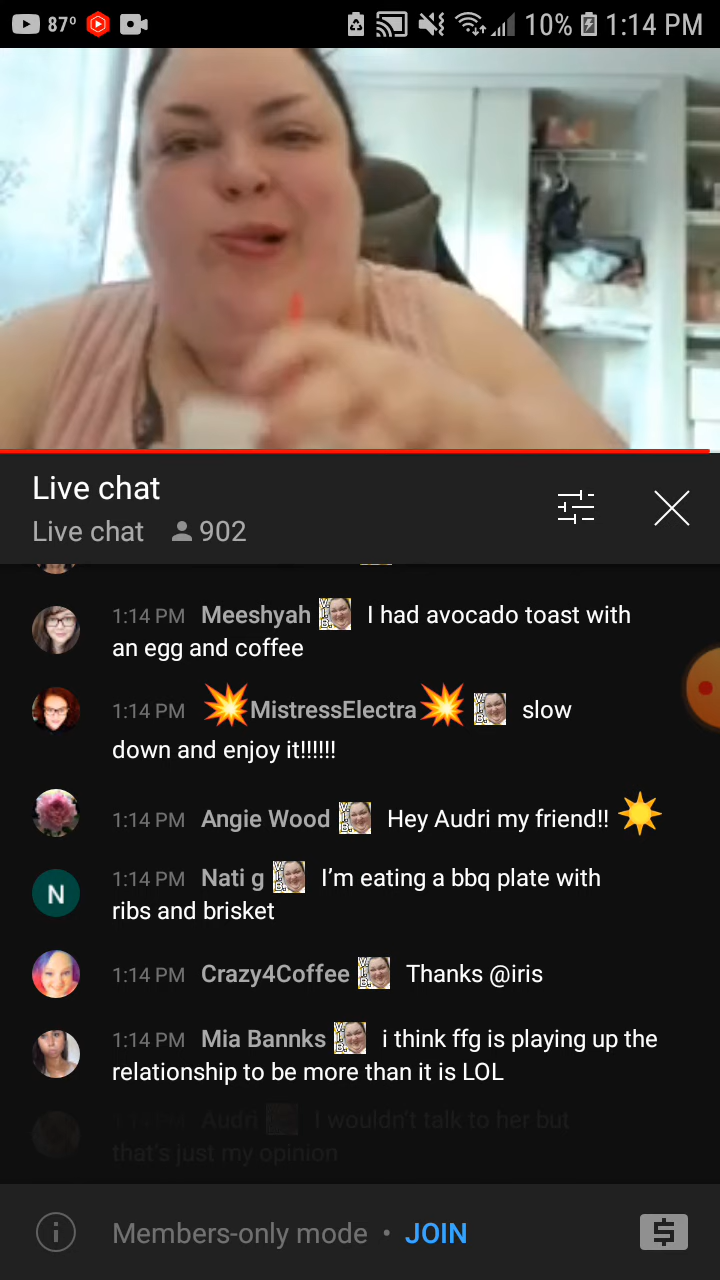 87° 10% 1:14 PM
Live chat
Live chat 902
1:14 PM Meeshyah V.I.B. I had avocado toast with
an egg and coffee
1:14 PM 💥MistressElectra💥 V.I.B. slow
down and enjoy it!!!!!!
1:14 PM Angie Wood V.I.B. Hey Audri my friend!! ☀️
N 1:14 PM Nati g V.I.B. I’m eating a bbq plate with
ribs and brisket
1:14 PM Crazy4Coffee V.I.B. Thanks @iris
1:14 PM Mia Bannks V.I.B. i think ffg is playing up the
relationship to be more than it is LOL
1:14 PM Audri I wouldn't talk to her but
that's just my opinion
Members-only mode • JOIN
$